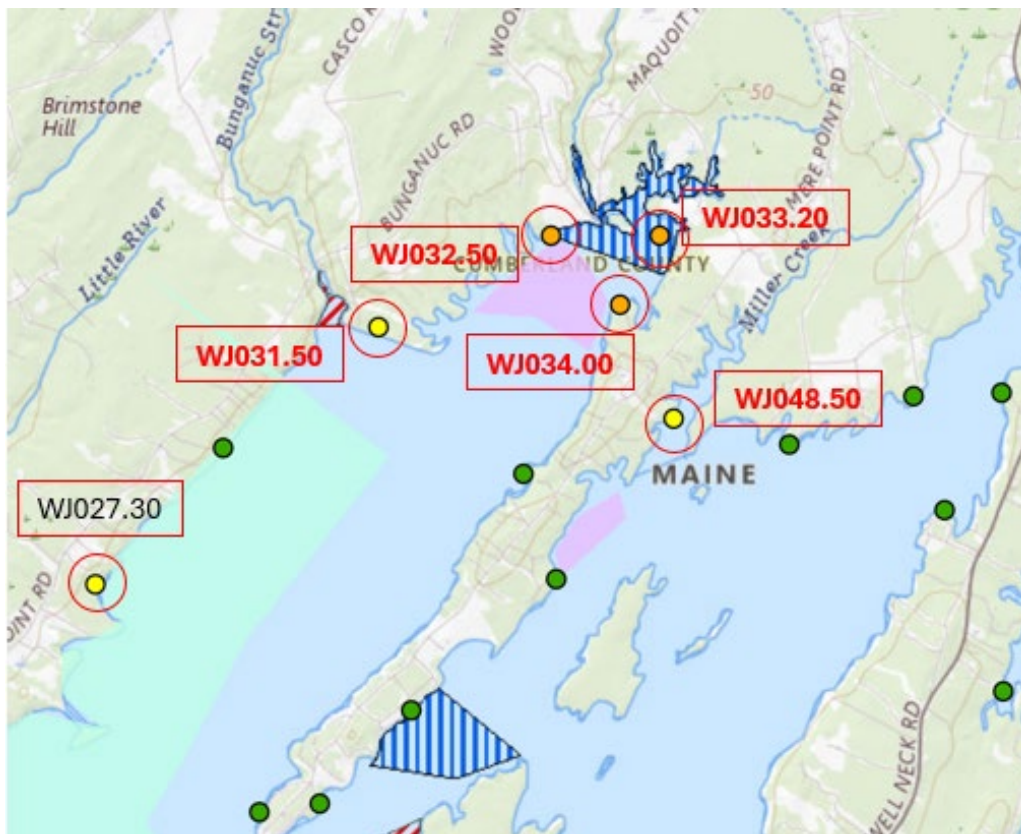 Brimstone
Hill
Bunganuc Str
CASCO R
WOO
MAQUOIT
50
MERE POINT RD
BUNGANUC RD
Little River
WJ033.20
WJ032.50
CUMBERLAND COUNTY
Miller Creek
WJ031.50
WJ034.00
WJ048.50
MAINE
WJ027.30
OINT RD
WELL NECK RD